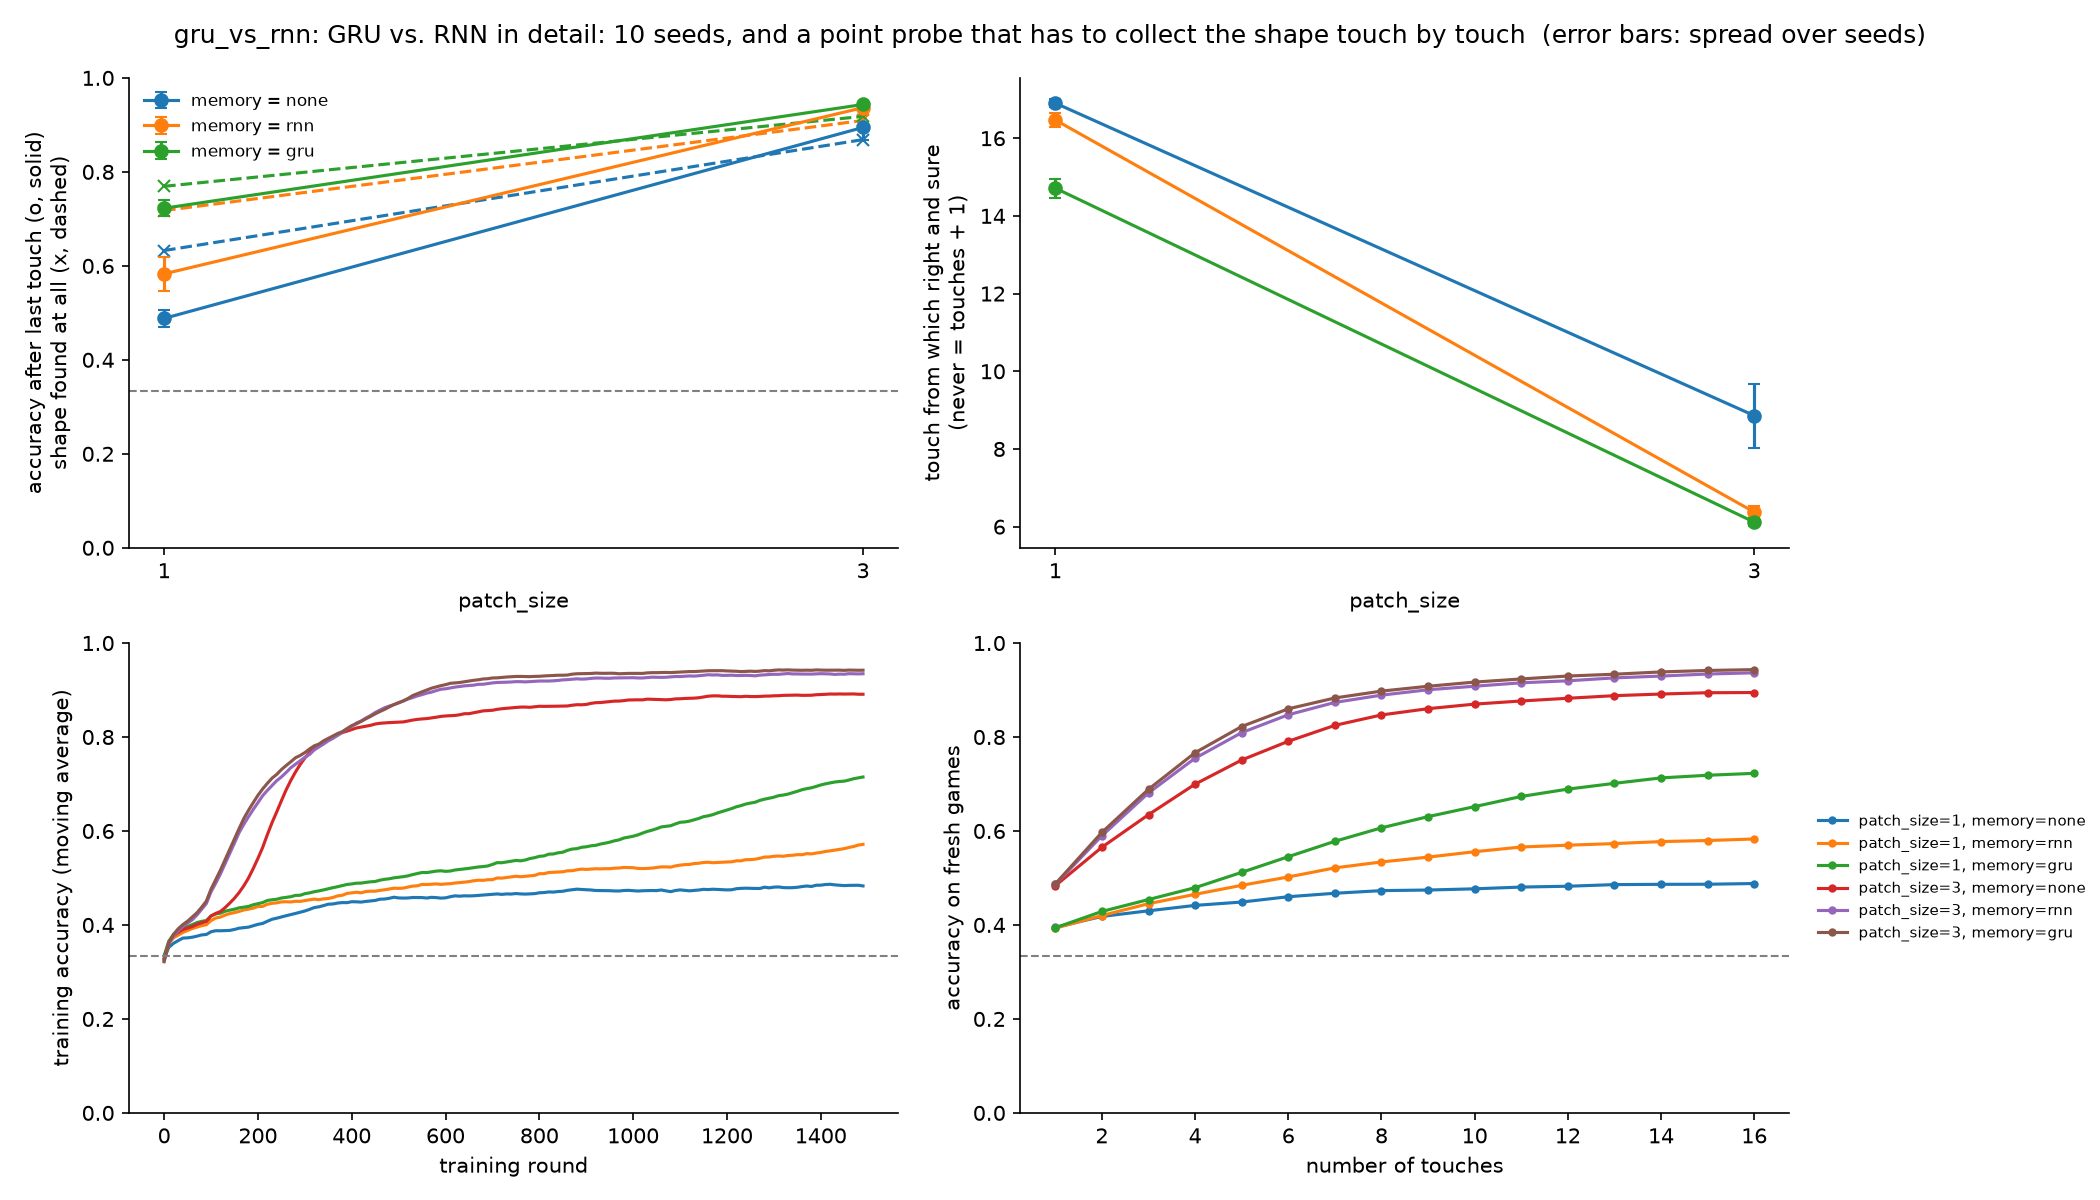 gru_vs_rnn: GRU vs. RNN in detail: 10 seeds, and a point probe that has to collect the shape touch by touch  (error bars: spread over seeds)
accuracy after last touch (o, solid)
shape found at all (x, dashed)
1.0
0.8
0.6
0.4
0.2
0.0
memory = none
memory = rnn
memory = gru
1
3
patch_size
touch from which right and sure
(never = touches + 1)
16
14
12
10
8
6
1
3
patch_size
training accuracy (moving average)
1.0
0.8
0.6
0.4
0.2
0.0
0
200
400
600
800
1000
1200
1400
training round
accuracy on fresh games
1.0
0.8
0.6
0.4
0.2
0.0
2
4
6
8
10
12
14
16
number of touches
patch_size=1, memory=none
patch_size=1, memory=rnn
patch_size=1, memory=gru
patch_size=3, memory=none
patch_size=3, memory=rnn
patch_size=3, memory=gru